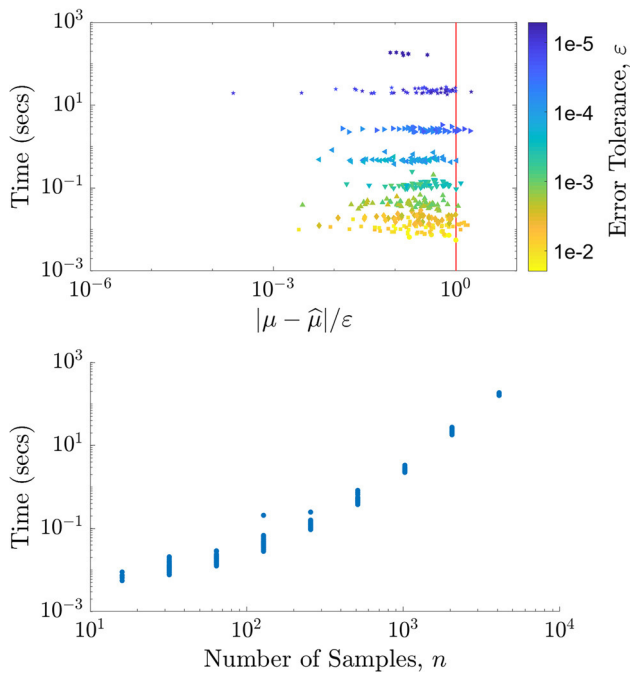 10^3
10^1
10^-1
10^-3
Time (secs)
10^-6
10^-3
10^0
|μ − μ̂|/ε
1e-5
1e-4
1e-3
1e-2
Error Tolerance, ε
10^3
10^1
10^-1
10^-3
Time (secs)
10^1
10^2
10^3
10^4
Number of Samples, n